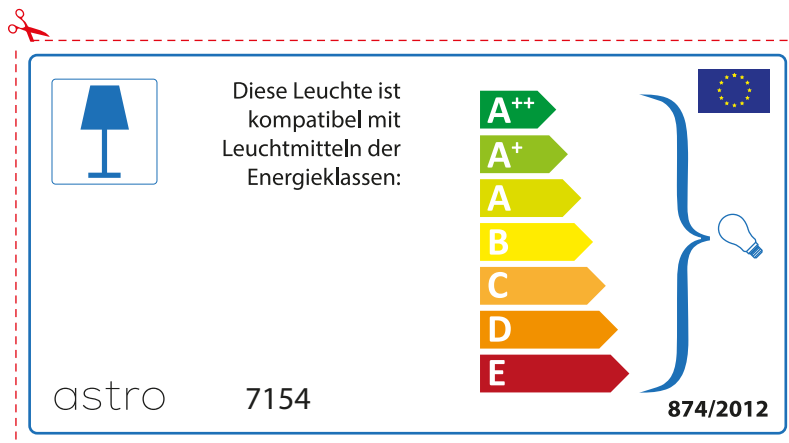 Diese Leuchte ist
kompatibel mit
Leuchtmitteln der
Energieklassen:
A++
A+
A
B
C
D
E
astro
7154
874/2012